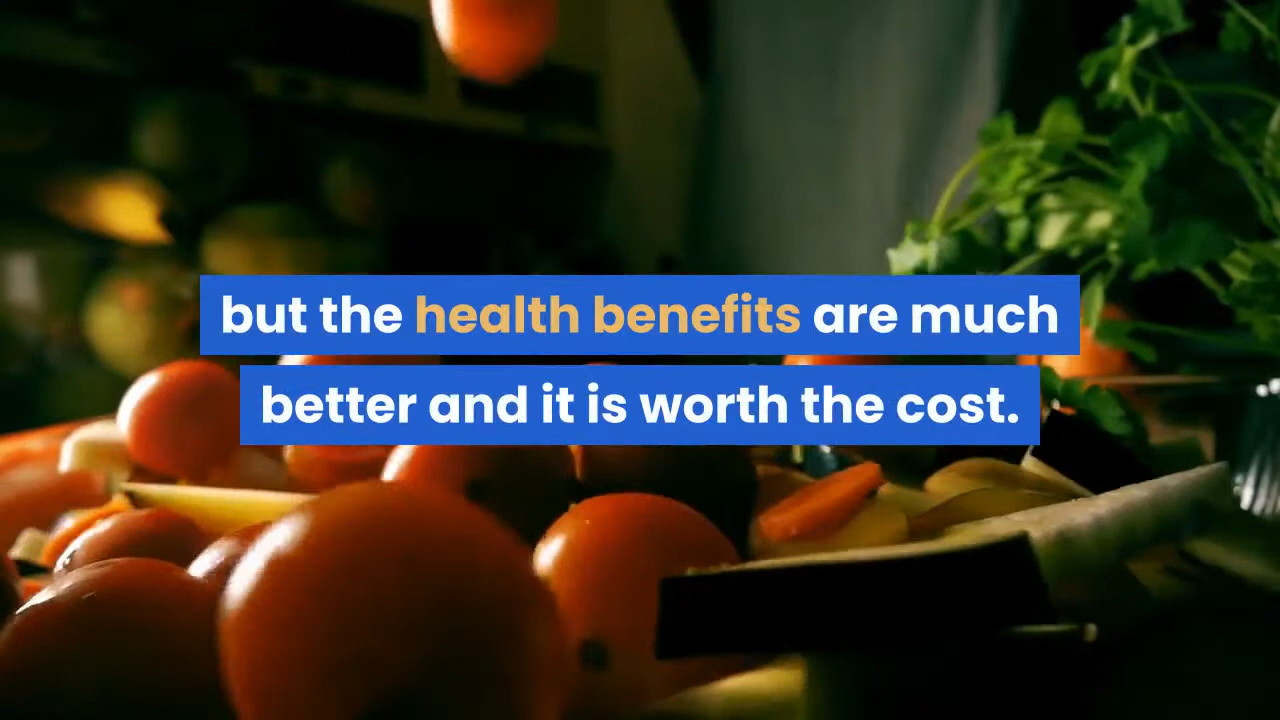 but the health benefits are much
better and it is worth the cost.